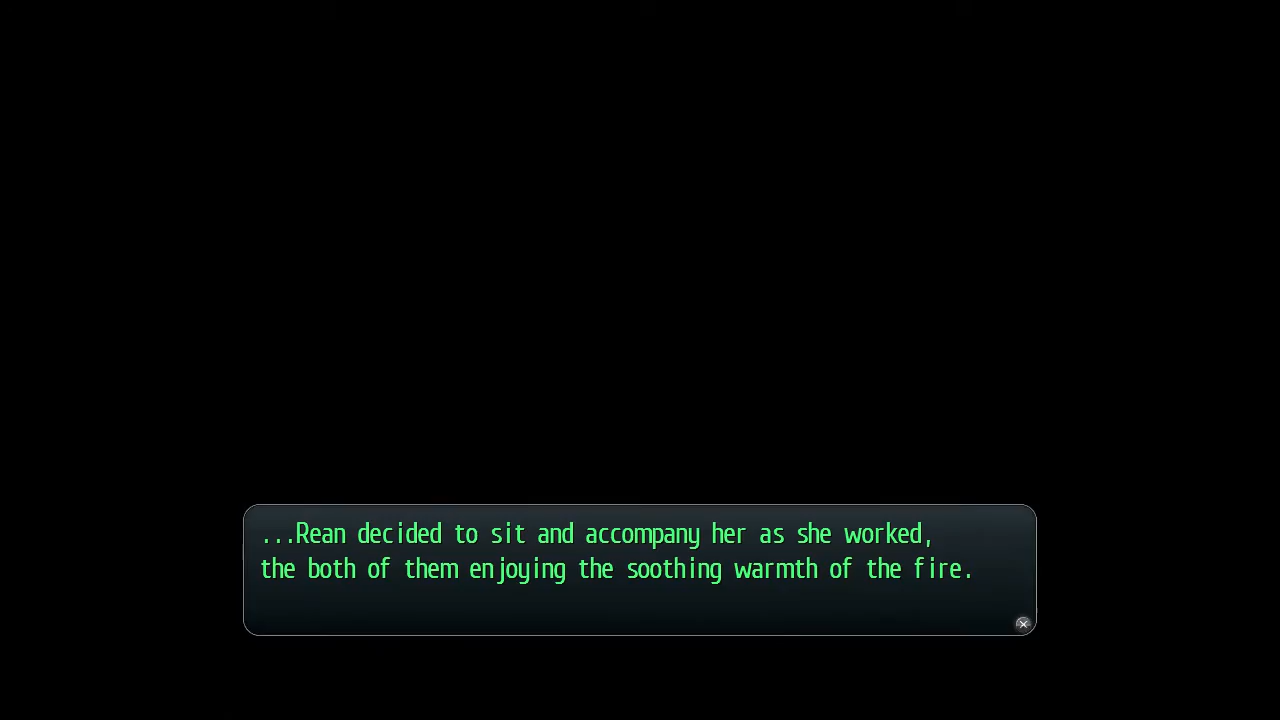 ...Rean decided to sit and accompany her as she worked,
the both of them enjoying the soothing warmth of the fire.